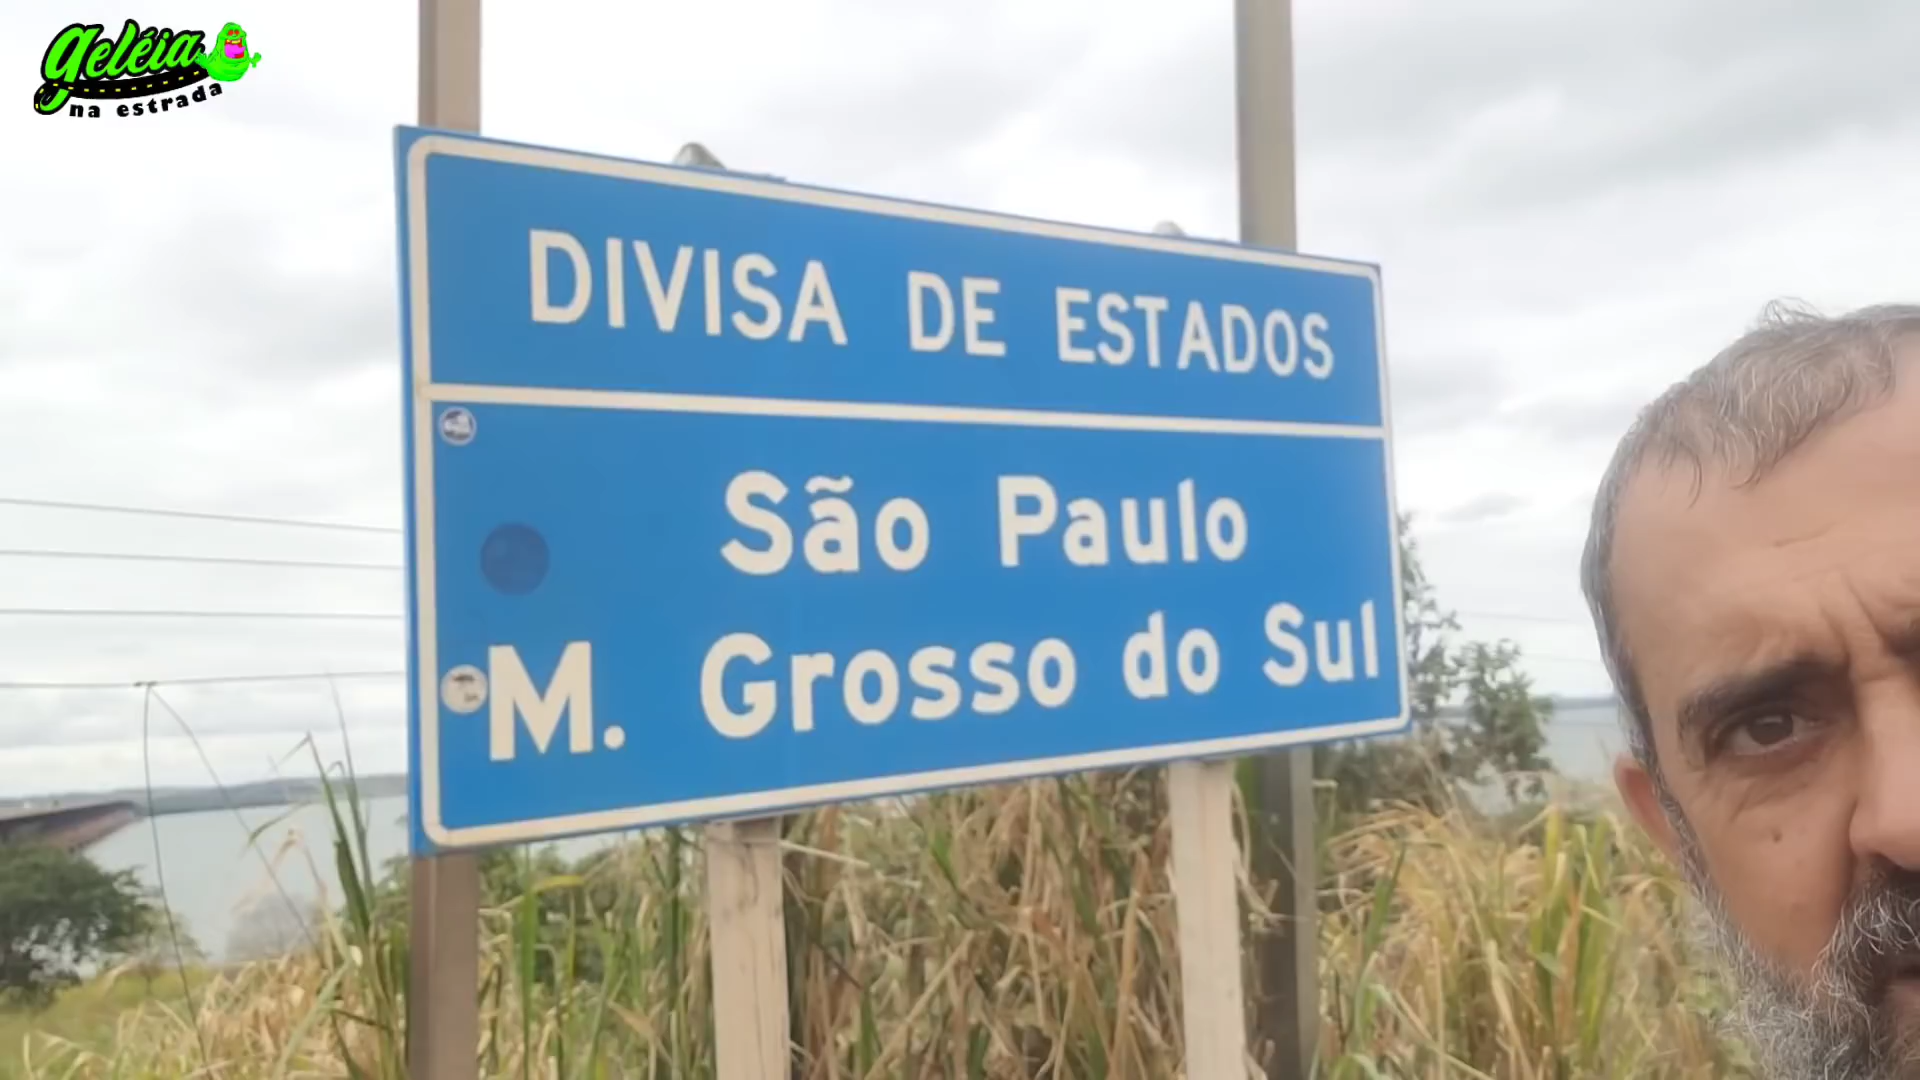 geléia
na estrada
DIVISA DE ESTADOS
São Paulo
M. Grosso do Sul